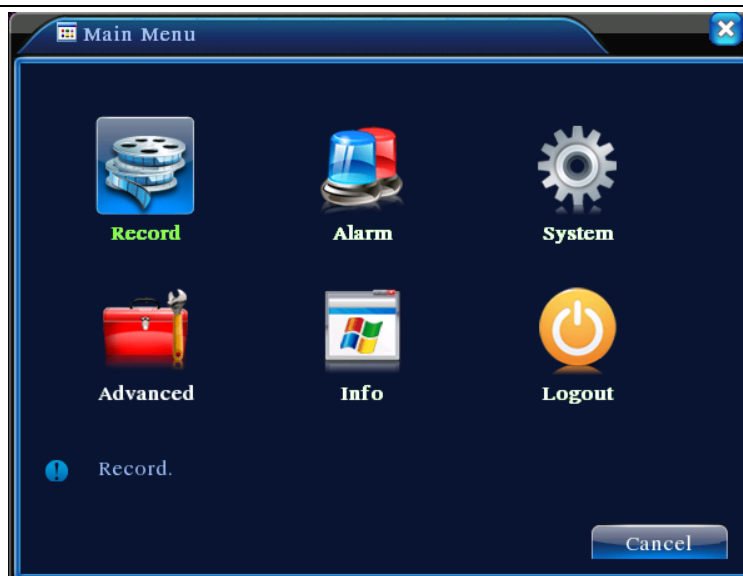 Main Menu
Record
Alarm
System
Advanced
Info
Logout
Record.
Cancel